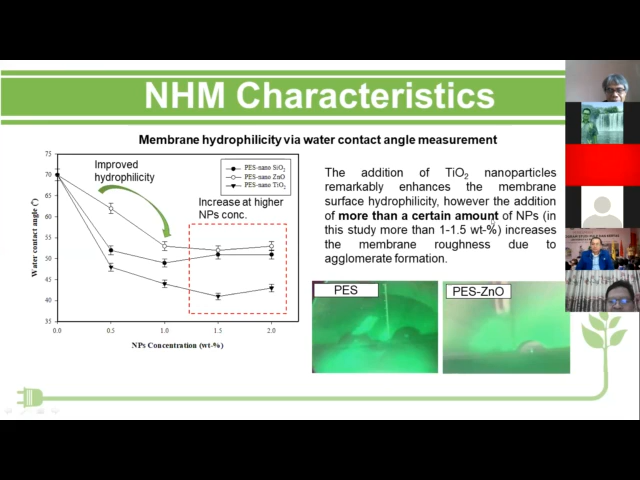 NHM Characteristics
Membrane hydrophilicity via water contact angle measurement
75
70
65
60
55
50
45
40
35
0.0
0.5
1.0
1.5
2.0
Water contact angle (°)
NPs Concentration (wt-%)
Improved
hydrophilicity
PES-nano SiO₂
PES-nano ZnO
PES-nano TiO₂
Increase at higher
NPs conc.
The addition of TiO₂ nanoparticles
remarkably enhances the membrane
surface hydrophilicity, however the addition
of more than a certain amount of NPs (in
this study more than 1-1.5 wt-%) increases
the membrane roughness due to
agglomerate formation.
PES
PES-ZnO